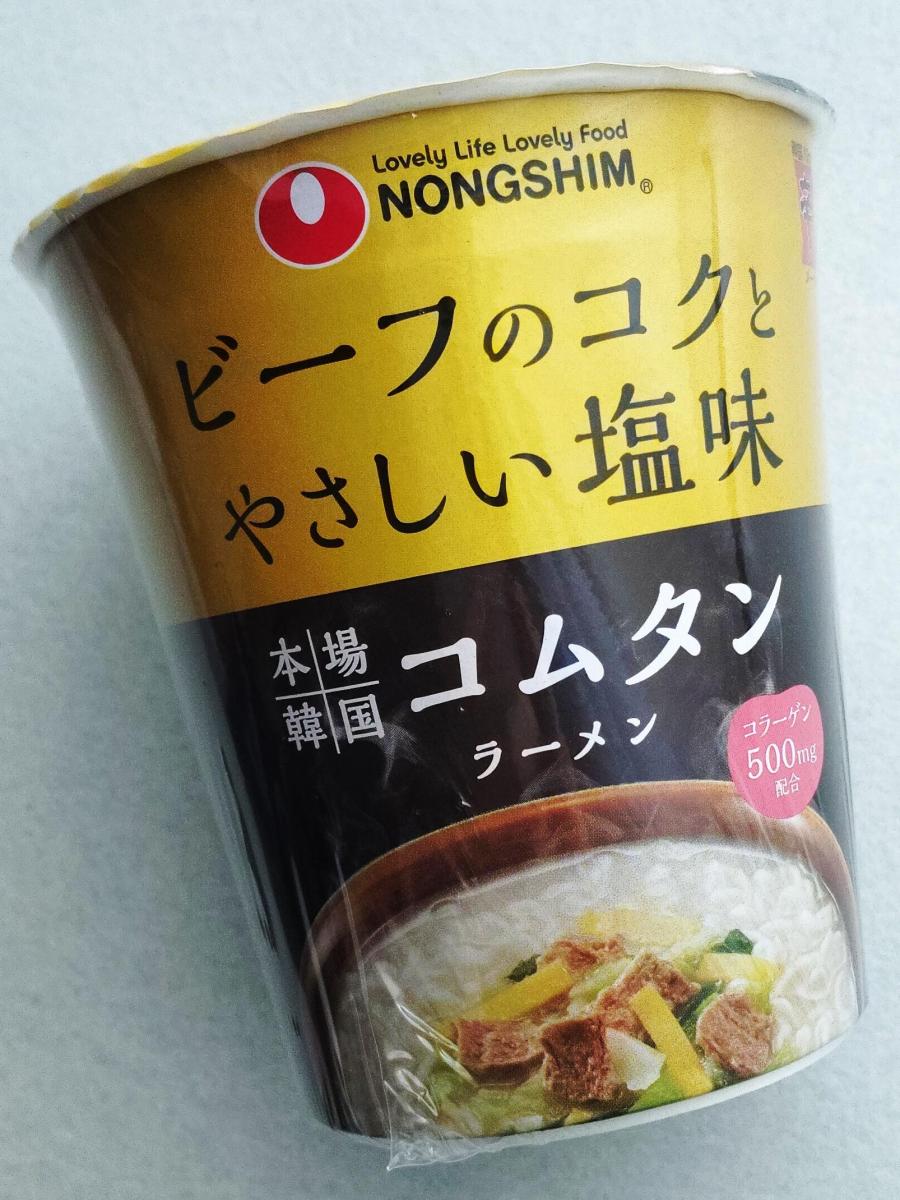 Lovely Life Lovely Food
NONGSHIM®
ビーフのコクと
やさしい塩味
本場
韓国
コムタン
ラーメン
コラーゲン
500mg
配合